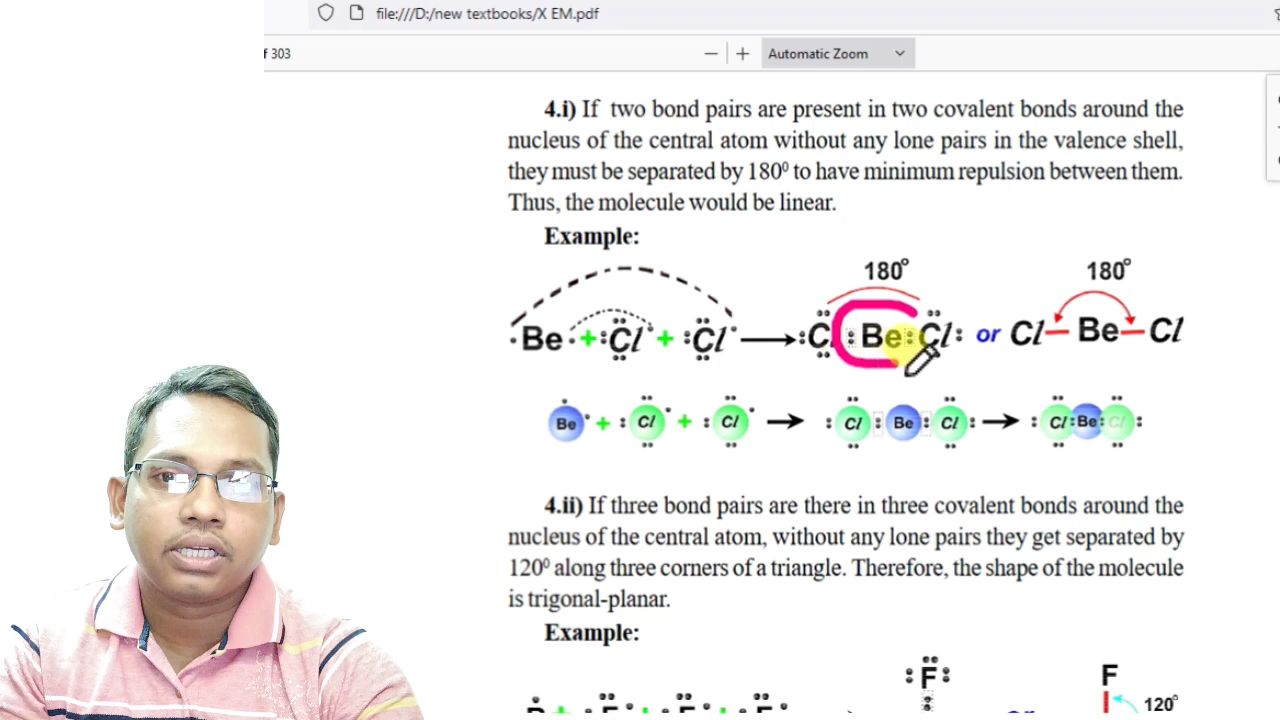 file:///D:/new textbooks/X EM.pdf
f 303
Automatic Zoom
4.i) If two bond pairs are present in two covalent bonds around the
nucleus of the central atom without any lone pairs in the valence shell,
they must be separated by 180⁰ to have minimum repulsion between them.
Thus, the molecule would be linear.
Example:
180° 180°
Be + Cl + Cl Cl Be Cl or Cl – Be – Cl
Be + Cl + Cl Cl Be Cl Cl Be Cl
4.ii) If three bond pairs are there in three covalent bonds around the
nucleus of the central atom, without any lone pairs they get separated by
120⁰ along three corners of a triangle. Therefore, the shape of the molecule
is trigonal-planar.
Example:
F F
120°